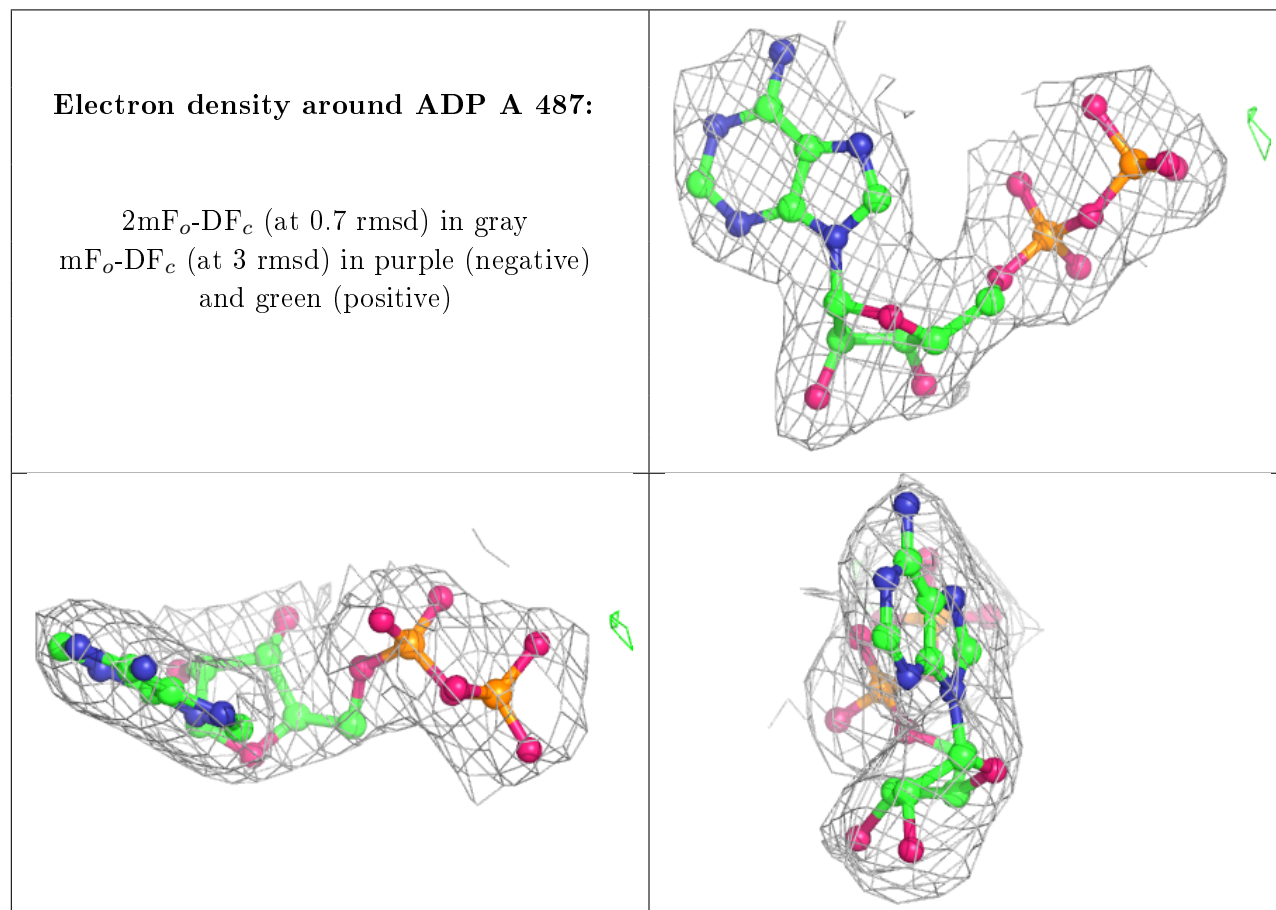 Electron density around ADP A 487:
2mFo-DFc (at 0.7 rmsd) in gray
mFo-DFc (at 3 rmsd) in purple (negative)
and green (positive)